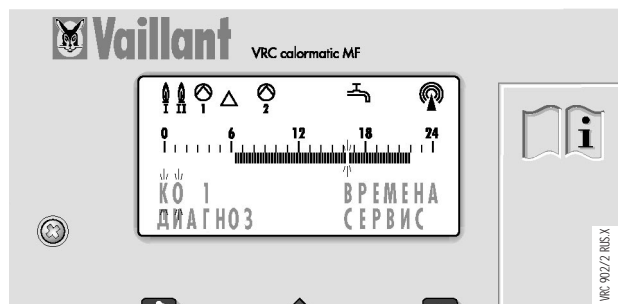 Vaillant
VRC calormatic MF
I II 1 2
0 6 12 18 24
КО 1 ВРЕМЕНА
ДИАГНОЗ СЕРВИС
i
VRC 902/2 RUS.X